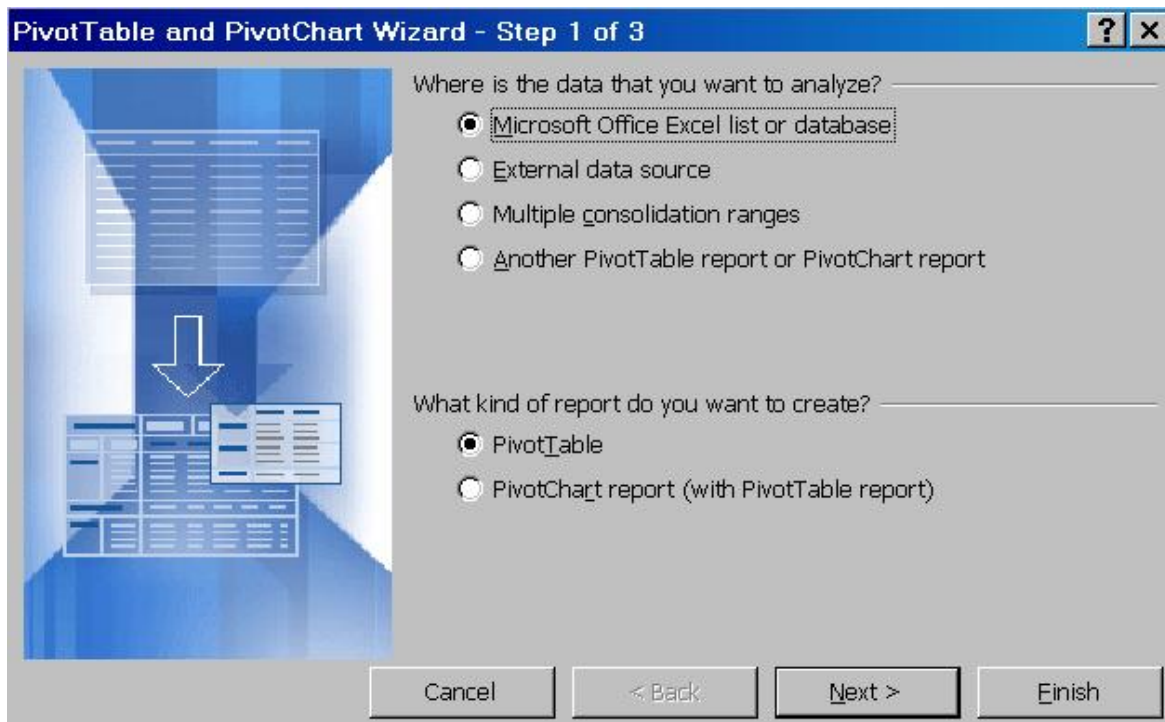 PivotTable and PivotChart Wizard - Step 1 of 3
Where is the data that you want to analyze?
Microsoft Office Excel list or database
External data source
Multiple consolidation ranges
Another PivotTable report or PivotChart report
What kind of report do you want to create?
PivotTable
PivotChart report (with PivotTable report)
Cancel < Back Next > Finish